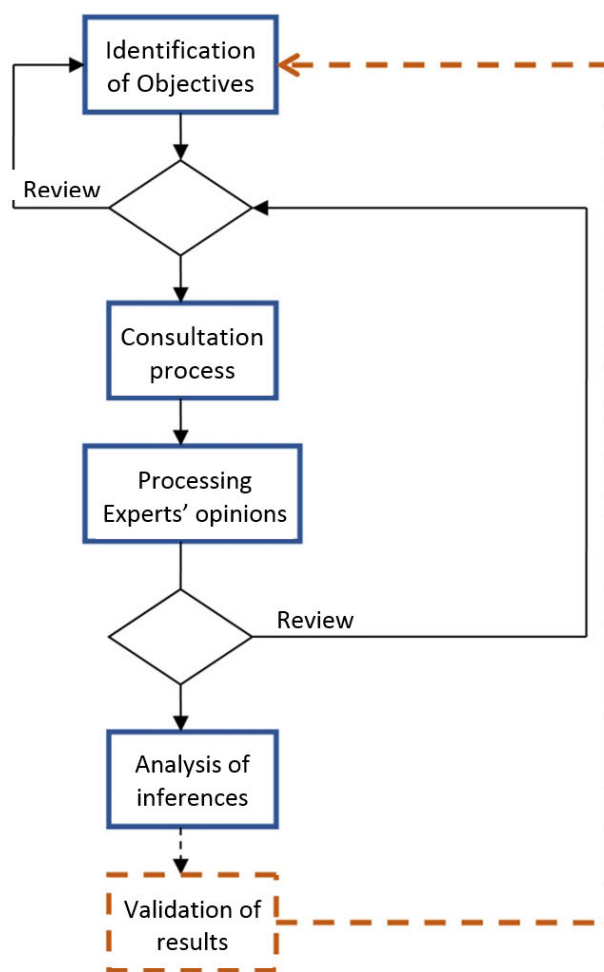 Identification
of Objectives
Review
Consultation
process
Processing
Experts’ opinions
Review
Analysis of
inferences
Validation of
results